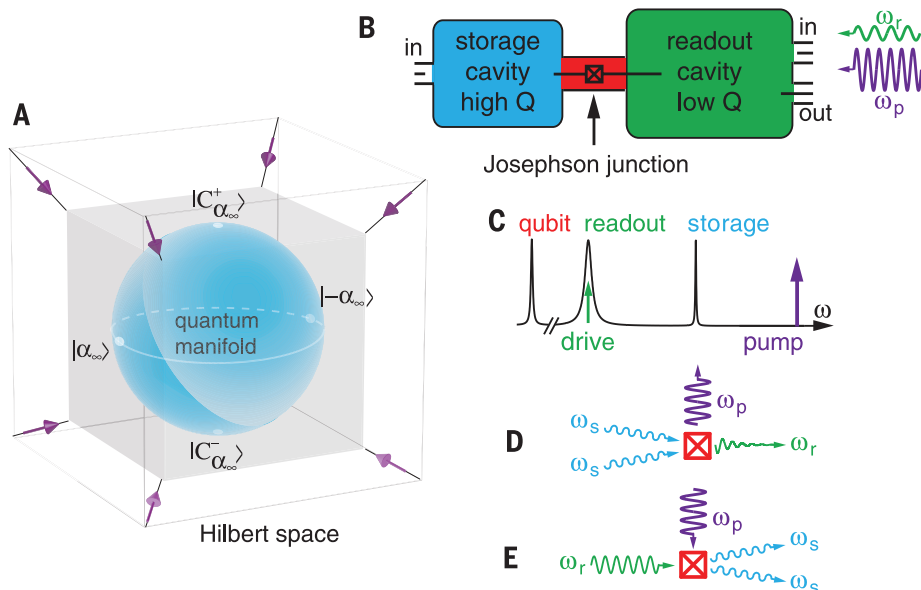 A
|C⁺α∞⟩
|−α∞⟩
quantum
manifold
|α∞⟩
|C⁻α∞⟩
Hilbert space
B
in
storage
cavity
high Q
readout
cavity
low Q
in
out
ωr
ωp
Josephson junction
C
qubit readout storage
ω
drive
pump
D
ωs
ωs
ωp
ωr
E
ωr
ωp
ωs
ωs